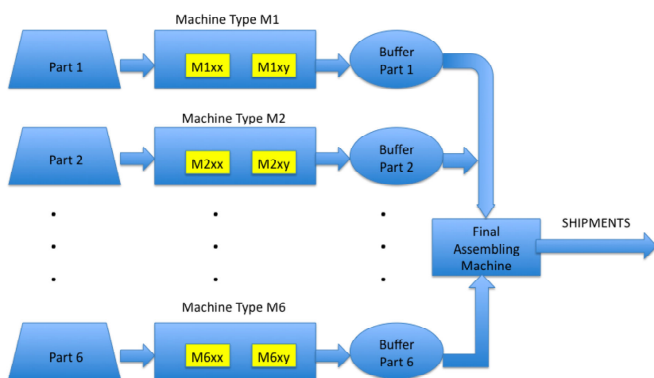 Machine Type M1
Part 1
M1xx
M1xy
Buffer
Part 1
Machine Type M2
Part 2
M2xx
M2xy
Buffer
Part 2
SHIPMENTS
Final
Assembling
Machine
Machine Type M6
Part 6
M6xx
M6xy
Buffer
Part 6